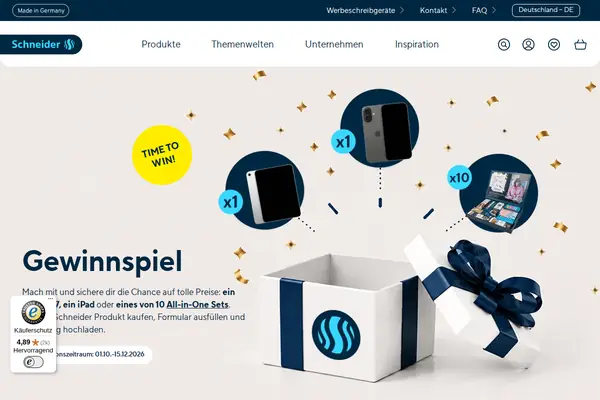 Made in Germany
Werbeschreibgeräte
Kontakt
FAQ
Deutschland – DE
Schneider
Produkte
Themenwelten
Unternehmen
Inspiration
TIME TO
WIN!
x1
x1
x10
Gewinnspiel
Mach mit und sichere dir die Chance auf tolle Preise: ein
7, ein iPad oder eines von 10 All-in-One Sets.
Schneider Produkt kaufen, Formular ausfüllen und
hochladen.
01.10.-15.12.2026
Käuferschutz
4,89 ★ (7k)
Hervorragend